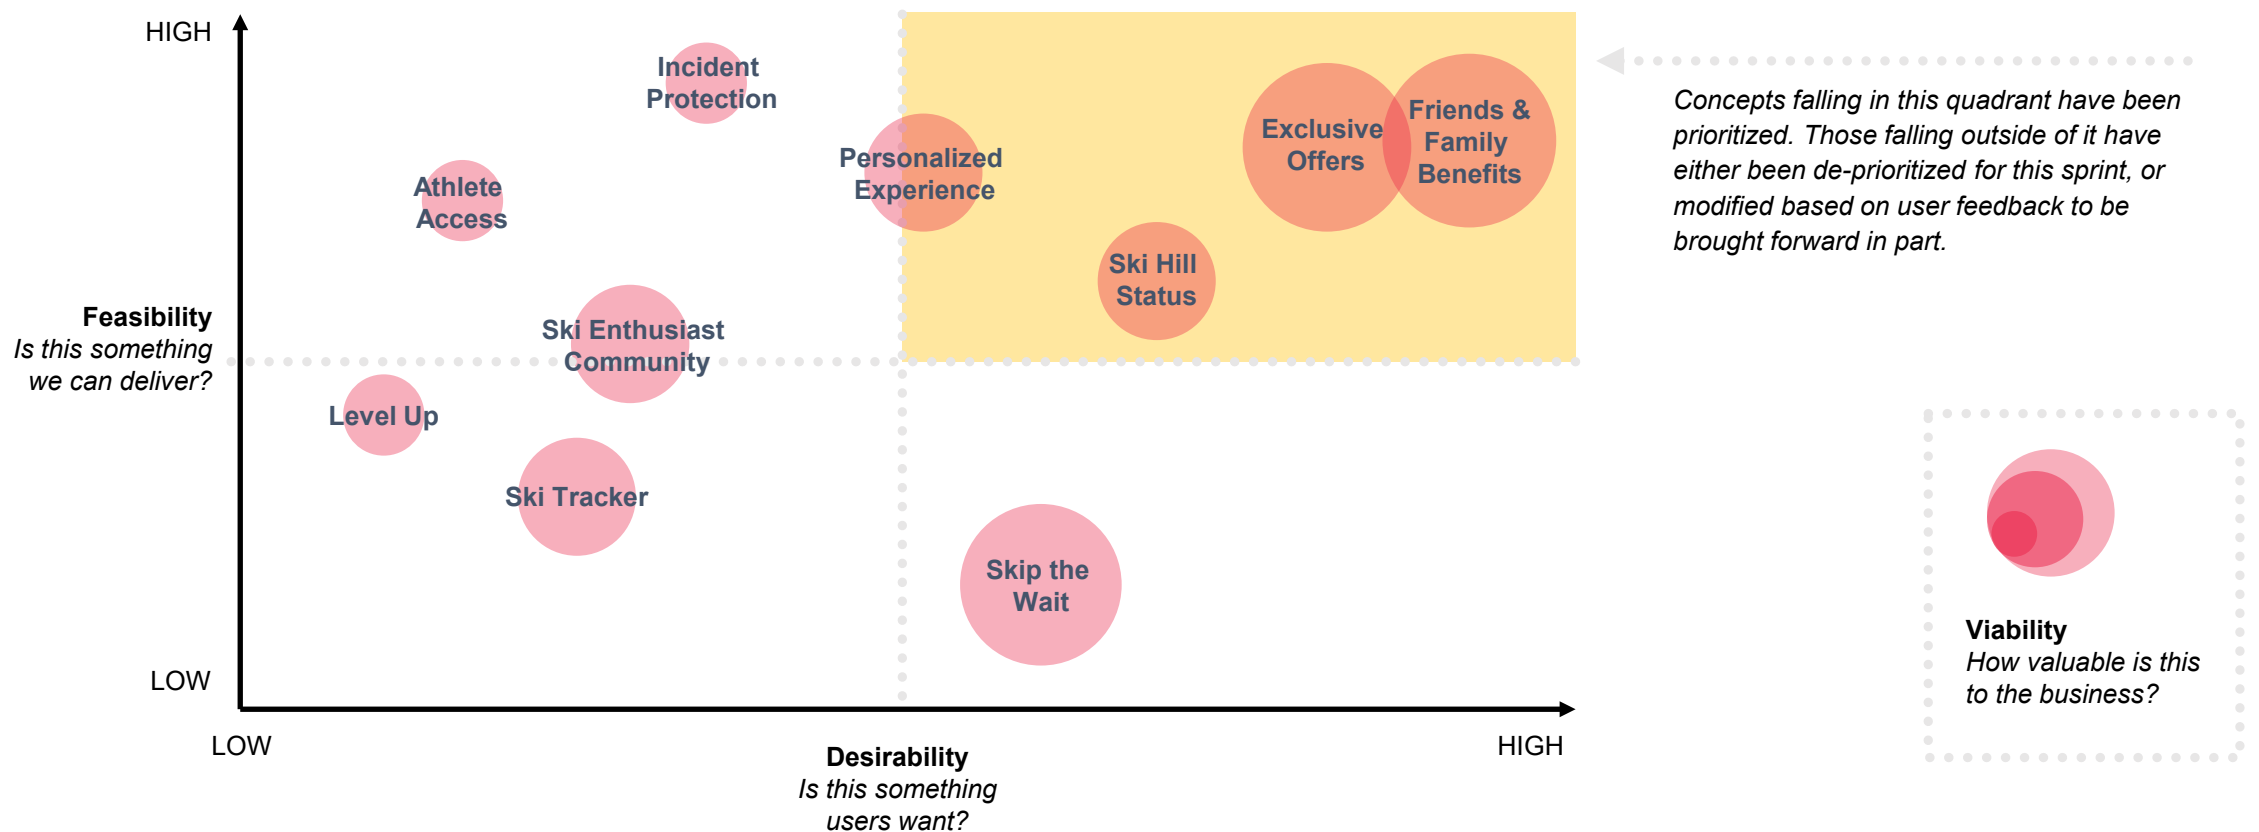 HIGH
Incident
Protection
Athlete
Access
Personalized
Experience
Exclusive
Offers
Friends &
Family
Benefits
Ski Hill
Status
Concepts falling in this quadrant have been
prioritized. Those falling outside of it have
either been de-prioritized for this sprint, or
modified based on user feedback to be
brought forward in part.
Feasibility
Is this something
we can deliver?
Ski Enthusiast
Community
Level Up
Ski Tracker
Skip the
Wait
LOW
LOW
HIGH
Desirability
Is this something
users want?
Viability
How valuable is this
to the business?